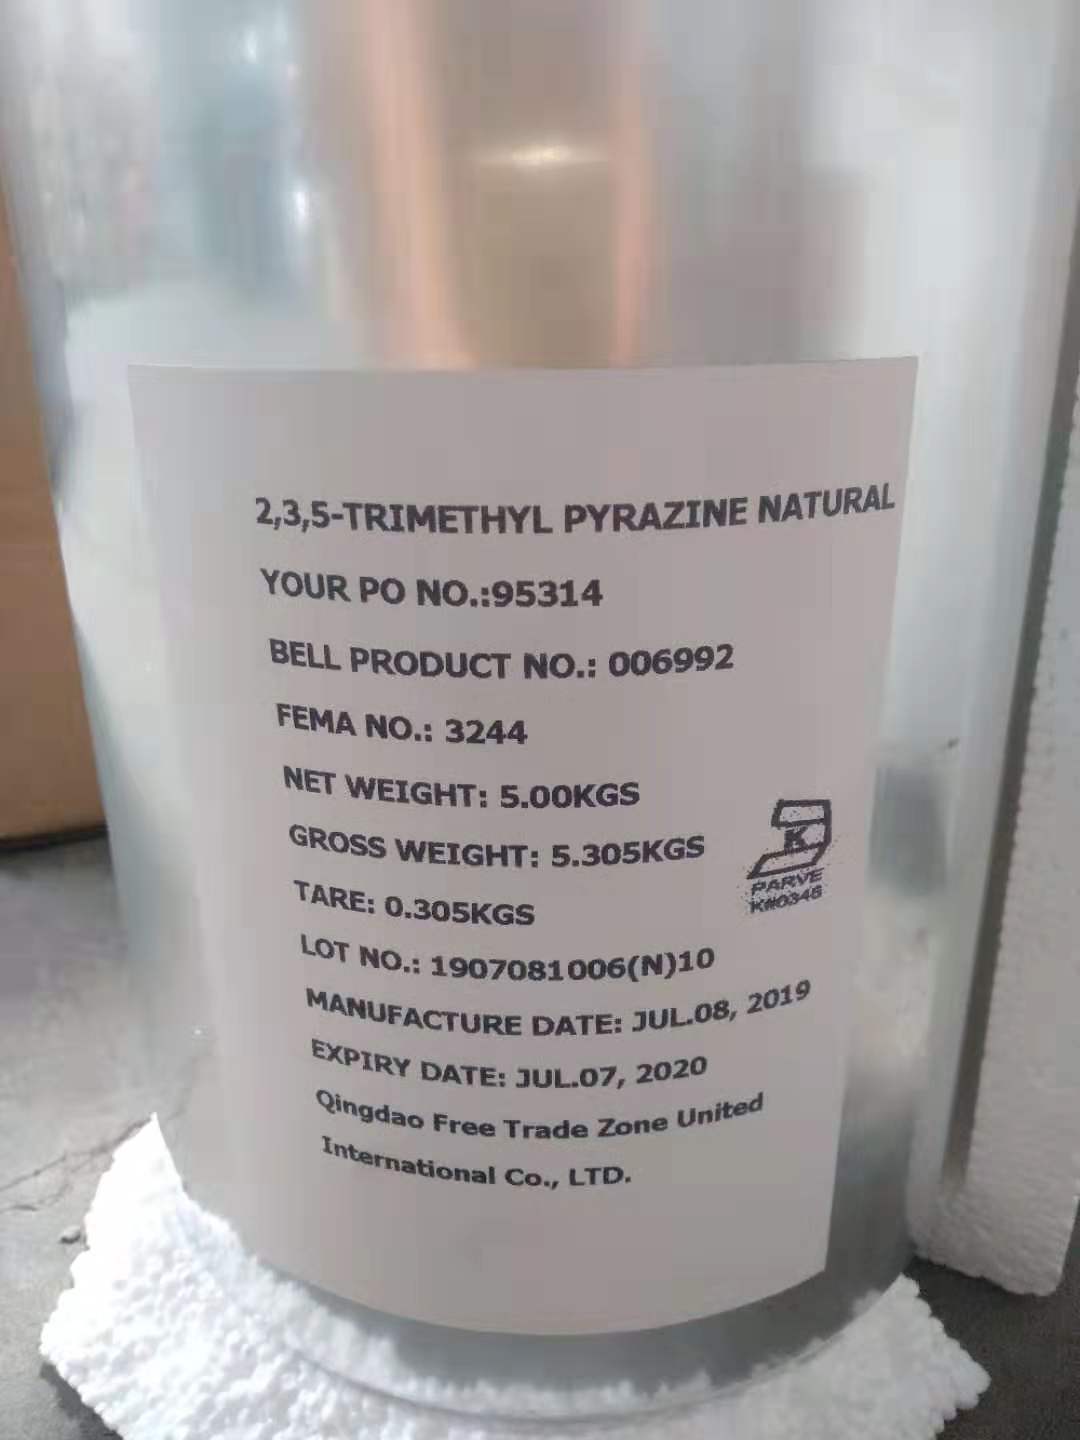 2,3,5-TRIMETHYL PYRAZINE NATURAL
YOUR PO NO.:95314
BELL PRODUCT NO.: 006992
FEMA NO.: 3244
NET WEIGHT: 5.00KGS
GROSS WEIGHT: 5.305KGS
K
PARVE
TARE: 0.305KGS
LOT NO.: 1907081006(N)10
MANUFACTURE DATE: JUL.08, 2019
EXPIRY DATE: JUL.07, 2020
Qingdao Free Trade Zone United
International Co., LTD.